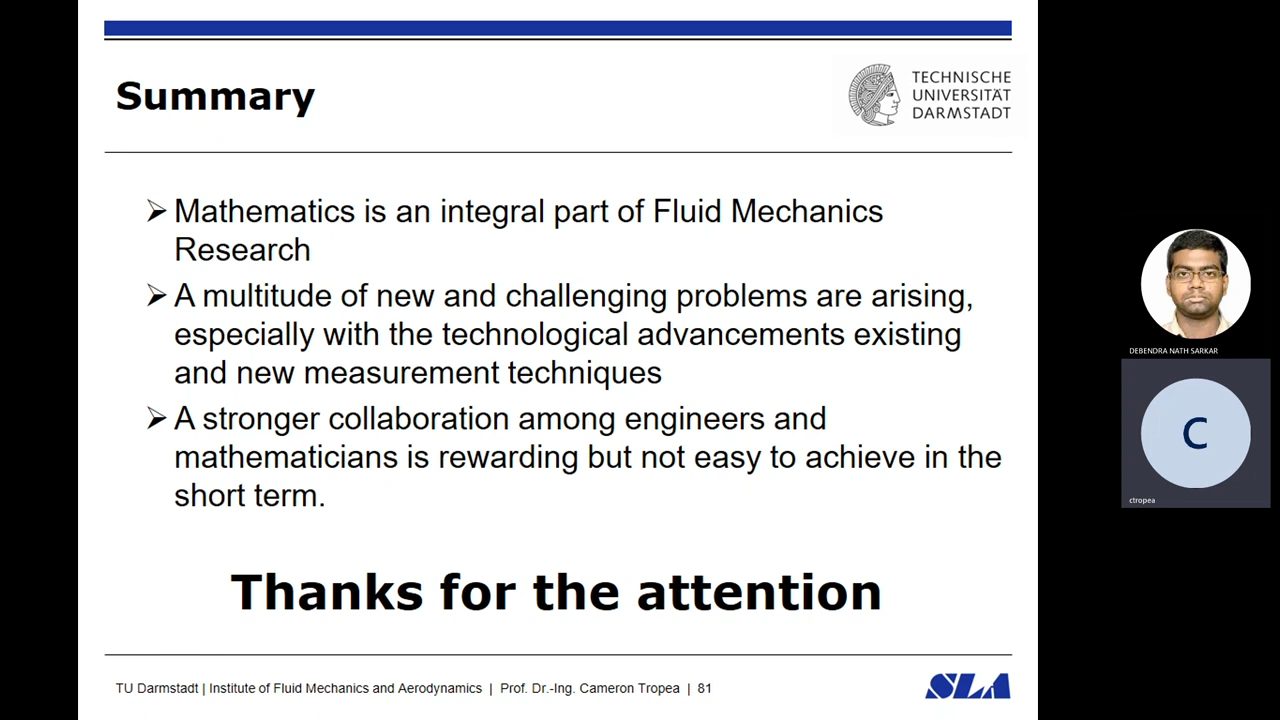 Summary
TECHNISCHE
UNIVERSITÄT
DARMSTADT
Mathematics is an integral part of Fluid Mechanics
Research
A multitude of new and challenging problems are arising,
especially with the technological advancements existing
and new measurement techniques
A stronger collaboration among engineers and
mathematicians is rewarding but not easy to achieve in the
short term.
Thanks for the attention
TU Darmstadt | Institute of Fluid Mechanics and Aerodynamics | Prof. Dr.-Ing. Cameron Tropea | 81
SLA
DEBENDRA NATH SARKAR
C
ctropea